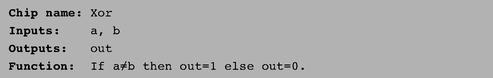 Chip name: Xor
Inputs: a, b
Outputs: out
Function: If a≠b then out=1 else out=0.